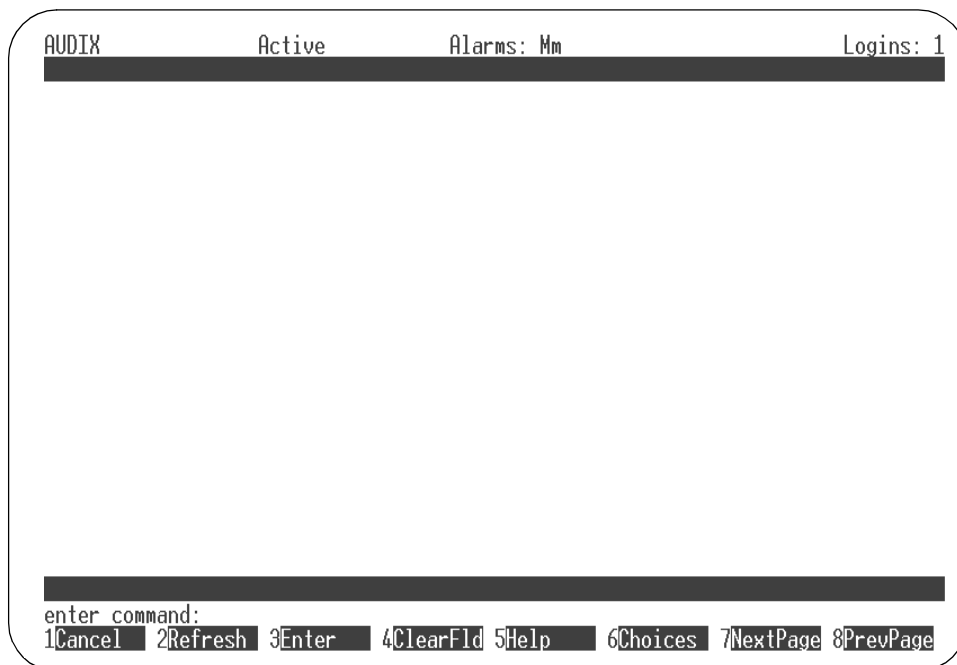 AUDIX Active Alarms: Mm Logins: 1
enter command:
1Cancel 2Refresh 3Enter 4ClearFld 5Help 6Choices 7NextPage 8PrevPage